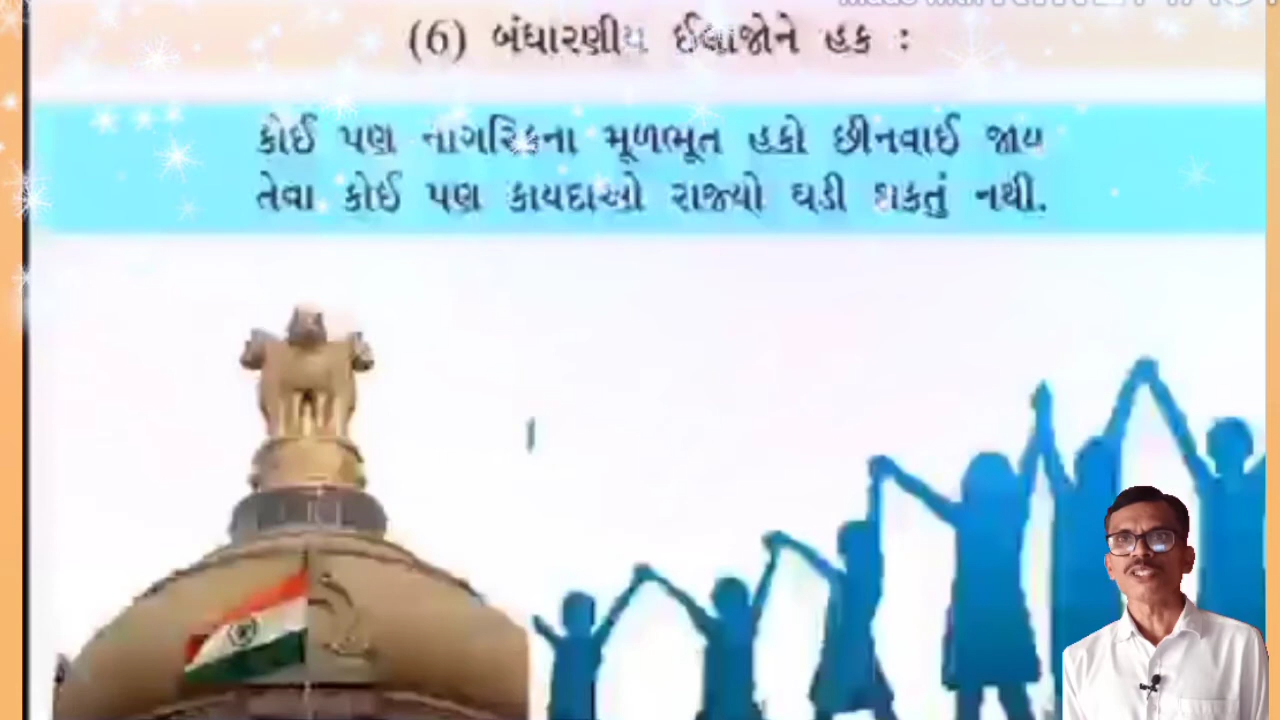 (6) બંધારણીય ઈલાજોને હક :
કોઈ પણ નાગરિકના મૂળભૂત હકો છીનવાઈ જાય
તેવા કોઈ પણ કાયદાઓ રાજ્યો ઘડી શકતું નથી.